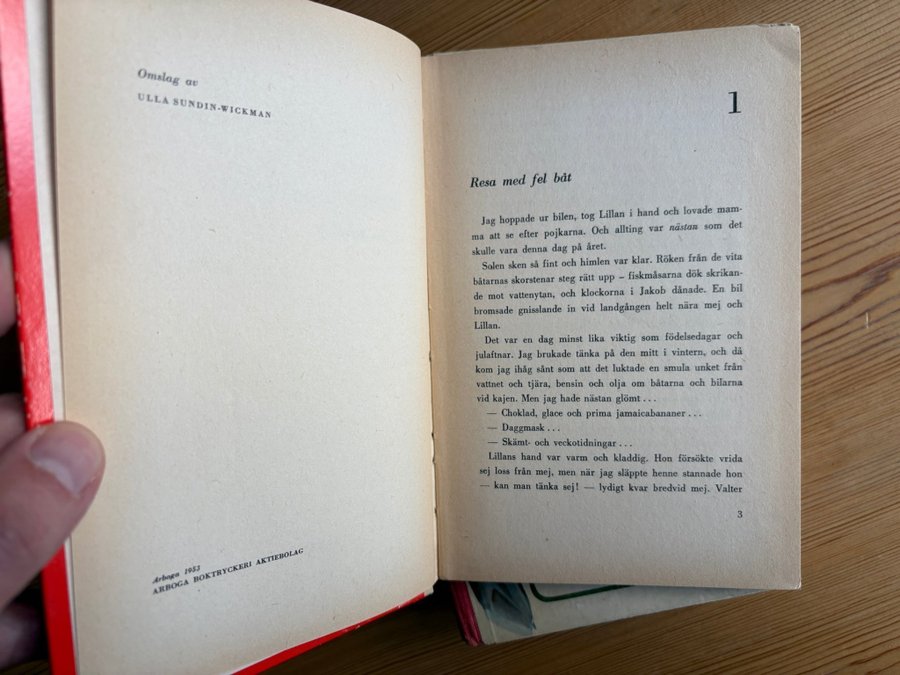 Omslag av
ULLA SUNDIN-WICKMAN
Arboga 1953
ARBOGA BOKTRYCKERI AKTIEBOLAG
1
Resa med fel båt
Jag hoppade ur bilen, tog Lillan i hand och lovade mam-
ma att se efter pojkarna. Och allting var nästan som det
skulle vara denna dag på året.
Solen sken så fint och himlen var klar. Röken från de vita
båtarnas skorstenar steg rätt upp – fiskmåsarna dök skrikan-
de mot vattenytan, och klockorna i Jakob dånade. En bil
bromsade gnisslande in vid landgången helt nära mej och
Lillan.
Det var en dag minst lika viktig som födelsedagar och
julaftnar. Jag brukade tänka på den mitt i vintern, och då
kom jag ihåg sånt som att det luktade en smula unket från
vattnet och tjära, bensin och olja om båtarna och bilarna
vid kajen. Men jag hade nästan glömt . . .
— Choklad, glace och prima jamaicabananer . . .
— Daggmask . . .
— Skämt- och veckotidningar . . .
Lillans hand var varm och kladdig. Hon försökte vrida
sej loss från mej, men när jag släppte henne stannade hon
— kan man tänka sej! — lydigt kvar bredvid mej. Valter
3